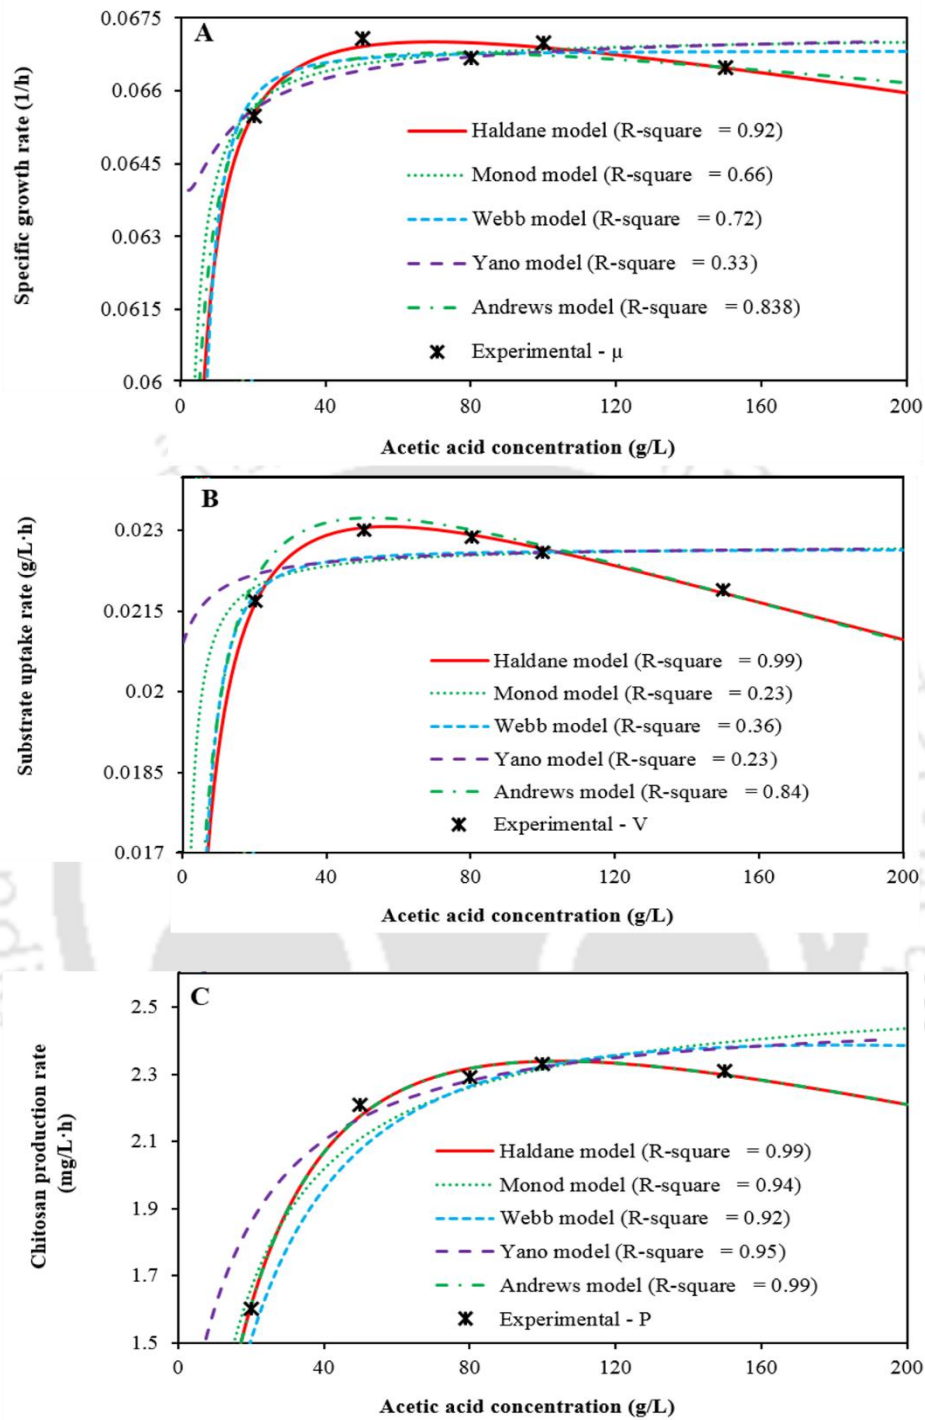 A
Specific growth rate (1/h)
0.0675
0.066
0.0645
0.063
0.0615
0.06
Haldane model (R-square = 0.92)
Monod model (R-square = 0.66)
Webb model (R-square = 0.72)
Yano model (R-square = 0.33)
Andrews model (R-square = 0.838)
Experimental - μ
0 40 80 120 160 200
Acetic acid concentration (g/L)
B
Substrate uptake rate (g/L·h)
0.023
0.0215
0.02
0.0185
0.017
Haldane model (R-square = 0.99)
Monod model (R-square = 0.23)
Webb model (R-square = 0.36)
Yano model (R-square = 0.23)
Andrews model (R-square = 0.84)
Experimental - V
0 40 80 120 160 200
Acetic acid concentration (g/L)
C
Chitosan production rate
(mg/L·h)
2.5
2.3
2.1
1.9
1.7
1.5
Haldane model (R-square = 0.99)
Monod model (R-square = 0.94)
Webb model (R-square = 0.92)
Yano model (R-square = 0.95)
Andrews model (R-square = 0.99)
Experimental - P
0 40 80 120 160 200
Acetic acid concentration (g/L)